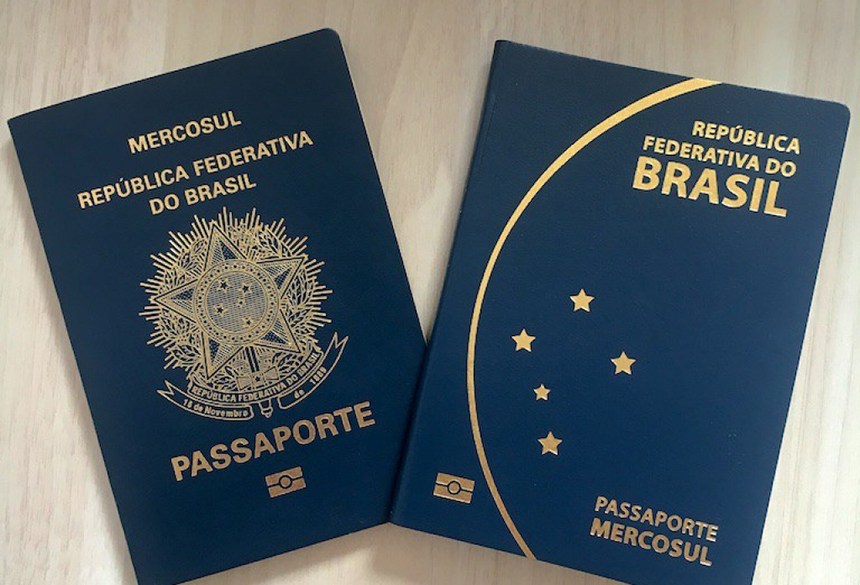 MERCOSUL
REPÚBLICA FEDERATIVA
DO BRASIL
REPÚBLICA FEDERATIVA DO BRASIL
15 de Novembro
de 1889
PASSAPORTE
REPÚBLICA
FEDERATIVA DO
BRASIL
PASSAPORTE
MERCOSUL